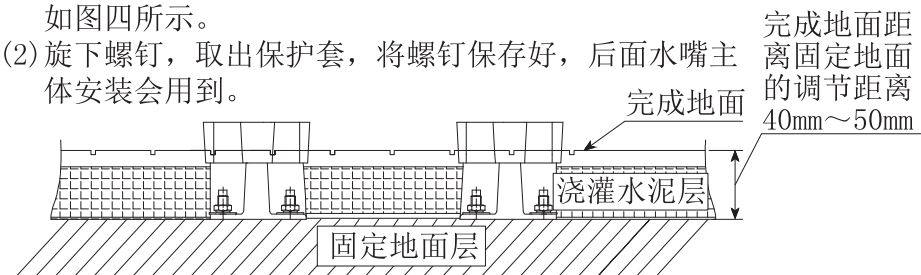 如图四所示。
(2)旋下螺钉，取出保护套，将螺钉保存好，后面水嘴主
体安装会用到。
完成地面
完成地面距
离固定地面
的调节距离
40mm～50mm
浇灌水泥层
固定地面层